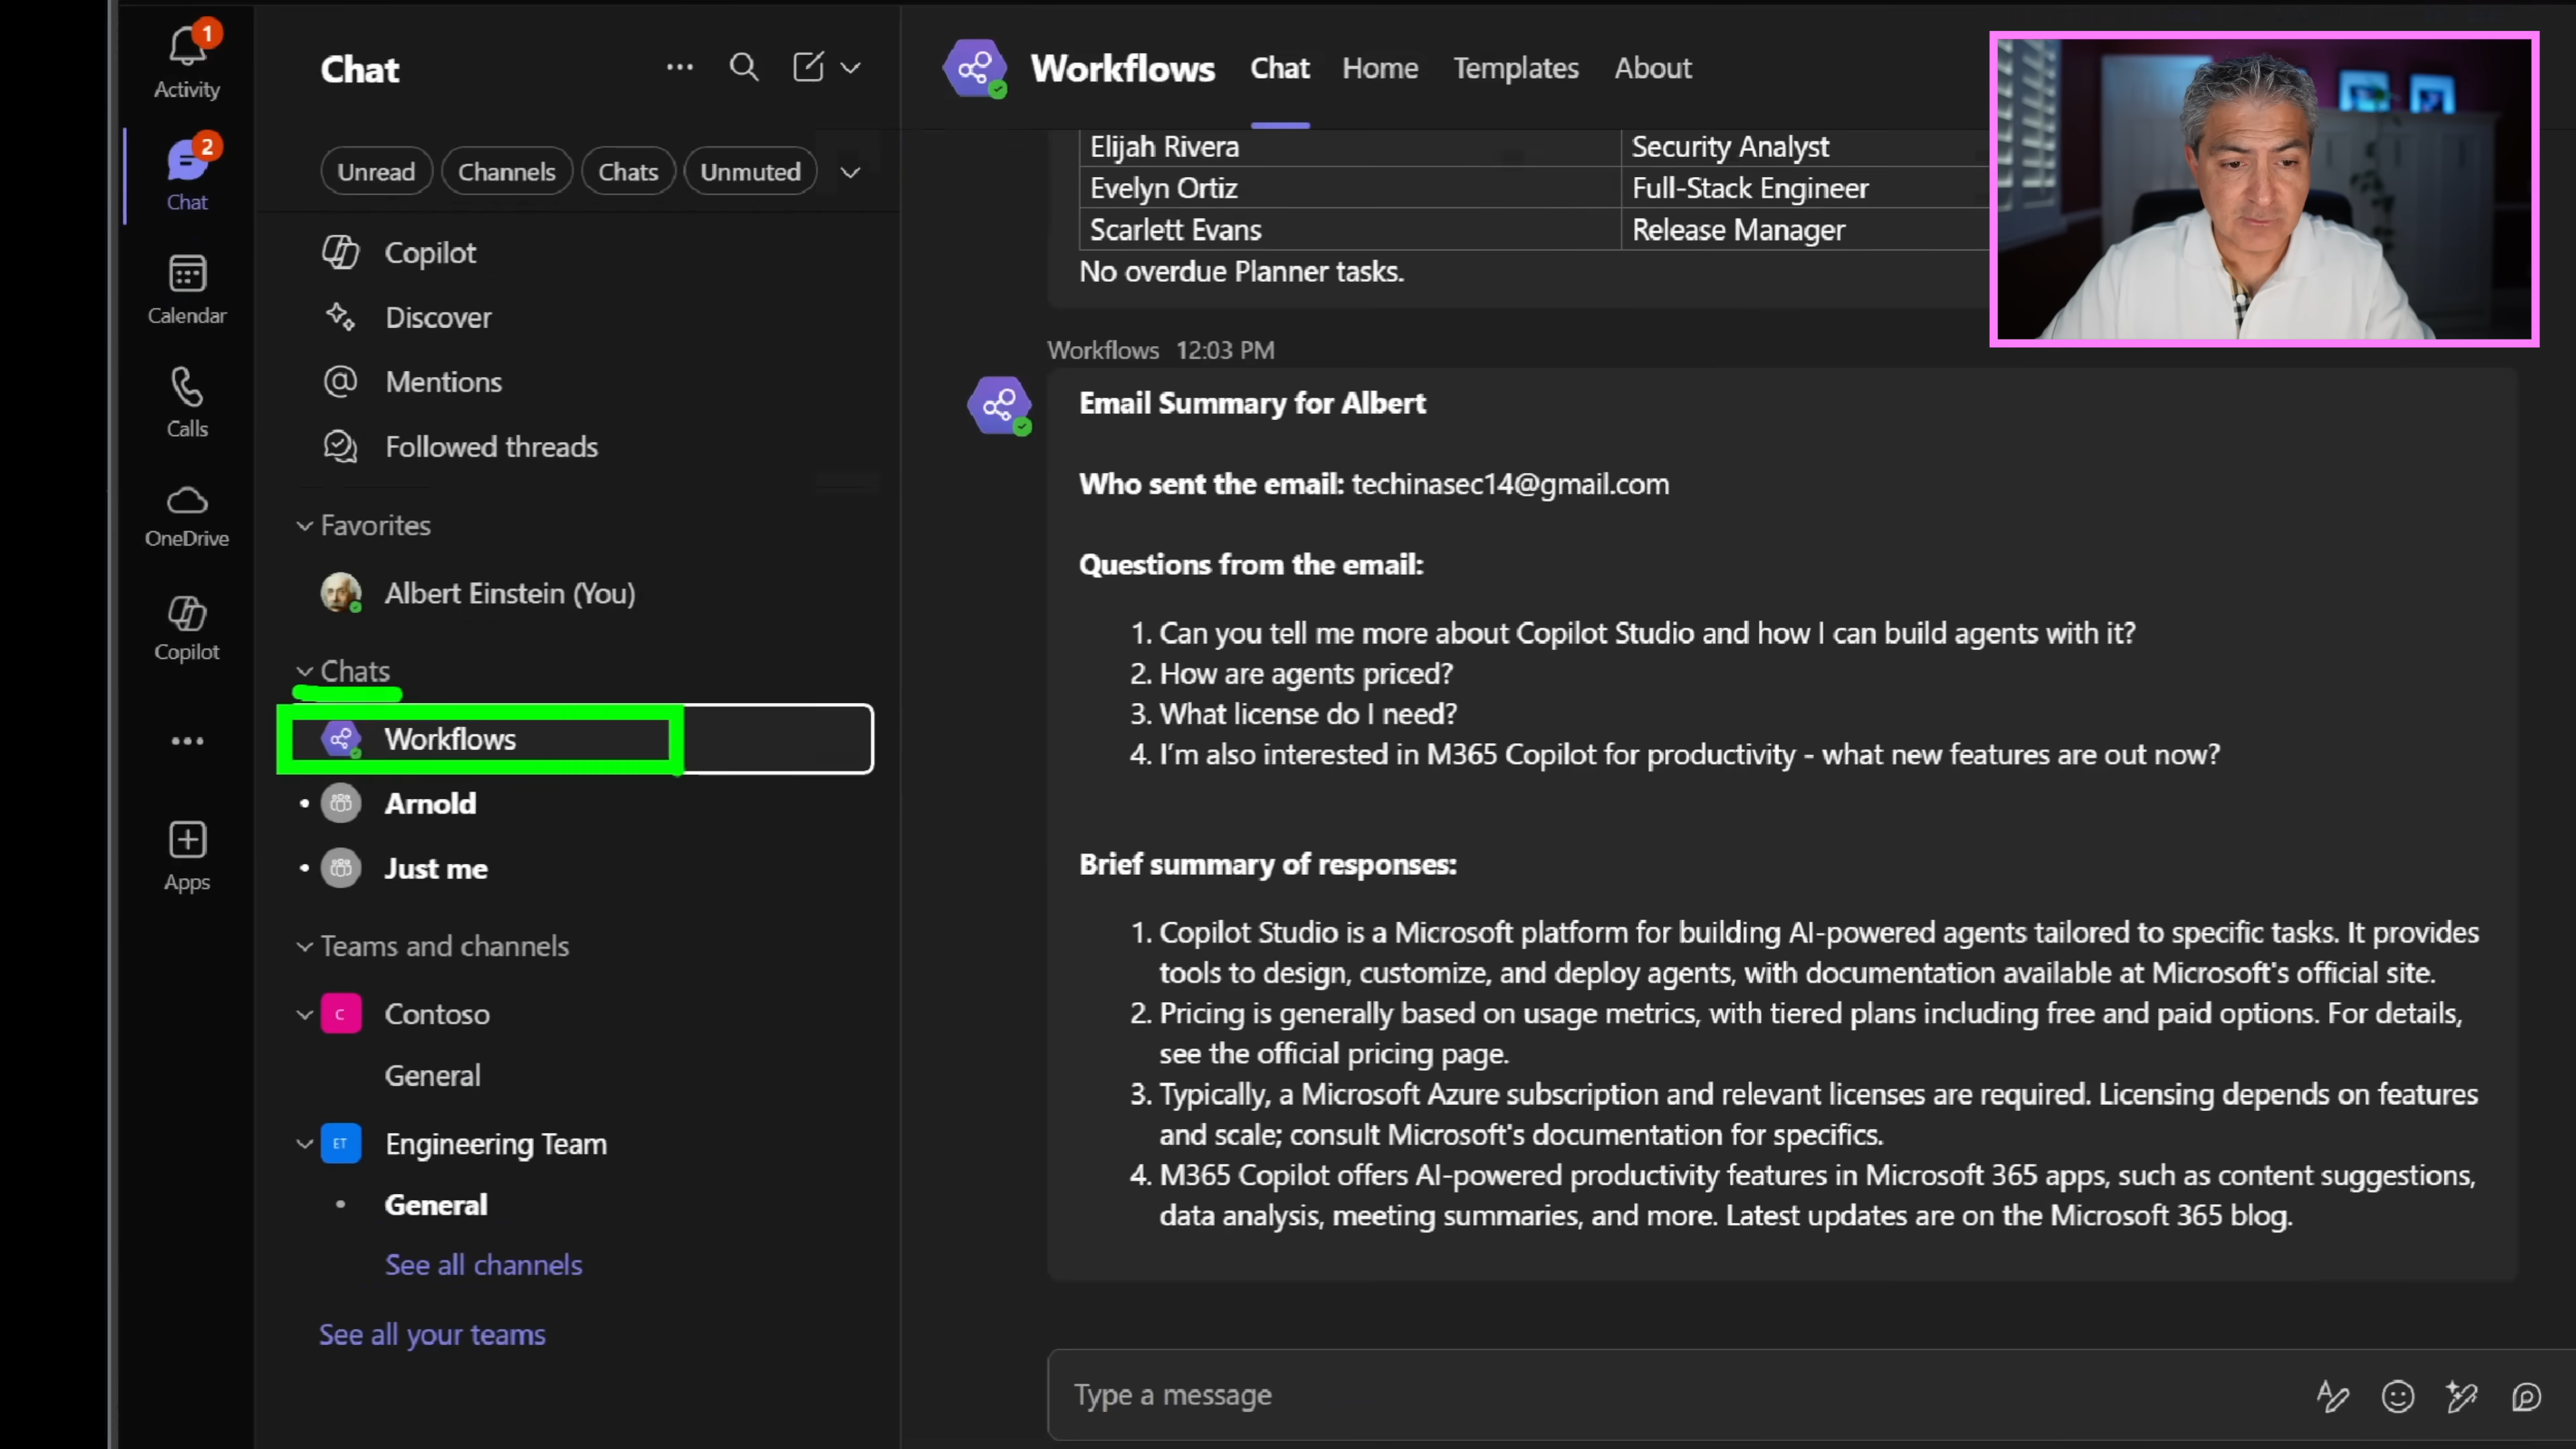 1
Activity
2
Chat
Calendar
Calls
OneDrive
Copilot
Apps
Chat
Unread
Channels
Chats
Unmuted
Copilot
Discover
Mentions
Followed threads
Favorites
Albert Einstein (You)
Chats
Workflows
Arnold
Just me
Teams and channels
C
Contoso
General
ET
Engineering Team
General
See all channels
See all your teams
Workflows
Chat
Home
Templates
About
Elijah Rivera
Security Analyst
Evelyn Ortiz
Full-Stack Engineer
Scarlett Evans
Release Manager
No overdue Planner tasks.
Workflows 12:03 PM
Email Summary for Albert
Who sent the email: techinasec14@gmail.com
Questions from the email:
1. Can you tell me more about Copilot Studio and how I can build agents with it?
2. How are agents priced?
3. What license do I need?
4. I'm also interested in M365 Copilot for productivity - what new features are out now?
Brief summary of responses:
1. Copilot Studio is a Microsoft platform for building AI-powered agents tailored to specific tasks. It provides
tools to design, customize, and deploy agents, with documentation available at Microsoft's official site.
2. Pricing is generally based on usage metrics, with tiered plans including free and paid options. For details,
see the official pricing page.
3. Typically, a Microsoft Azure subscription and relevant licenses are required. Licensing depends on features
and scale; consult Microsoft's documentation for specifics.
4. M365 Copilot offers AI-powered productivity features in Microsoft 365 apps, such as content suggestions,
data analysis, meeting summaries, and more. Latest updates are on the Microsoft 365 blog.
Type a message